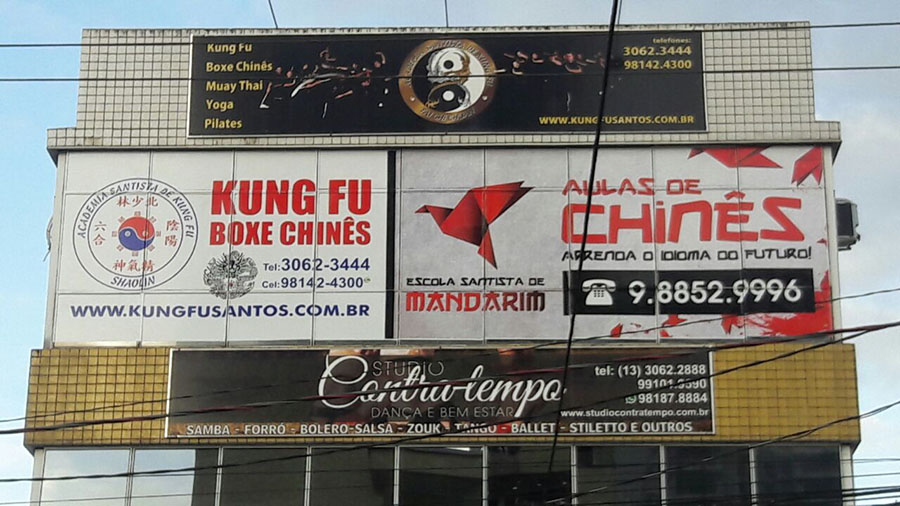 Kung Fu
Boxe Chinês
Muay Thai
Yoga
Pilates
telefones:
3062.3444
98142.4300
WWW.KUNGFUSANTOS.COM.BR
ACADEMIA SANTISTA DE KUNG FU
林少北
六合
陰陽
神氣精
SHAOLIN
KUNG FU
BOXE CHINÊS
Tel:3062-3444
Cel:98142-4300
WWW.KUNGFUSANTOS.COM.BR
ESCOLA SANTISTA DE
MANDARIM
AULAS DE
CHINÊS
APRENDA O IDIOMA DO FUTURO!
9.8852.9996
STUDIO
Contra-tempo
DANÇA E BEM ESTAR
tel: (13) 3062.2888
98187.8884
www.studiocontratempo.com.br
SAMBA - FORRÓ - BOLERO-SALSA - ZOUK - TANGO - BALLET - STILETTO E OUTROS